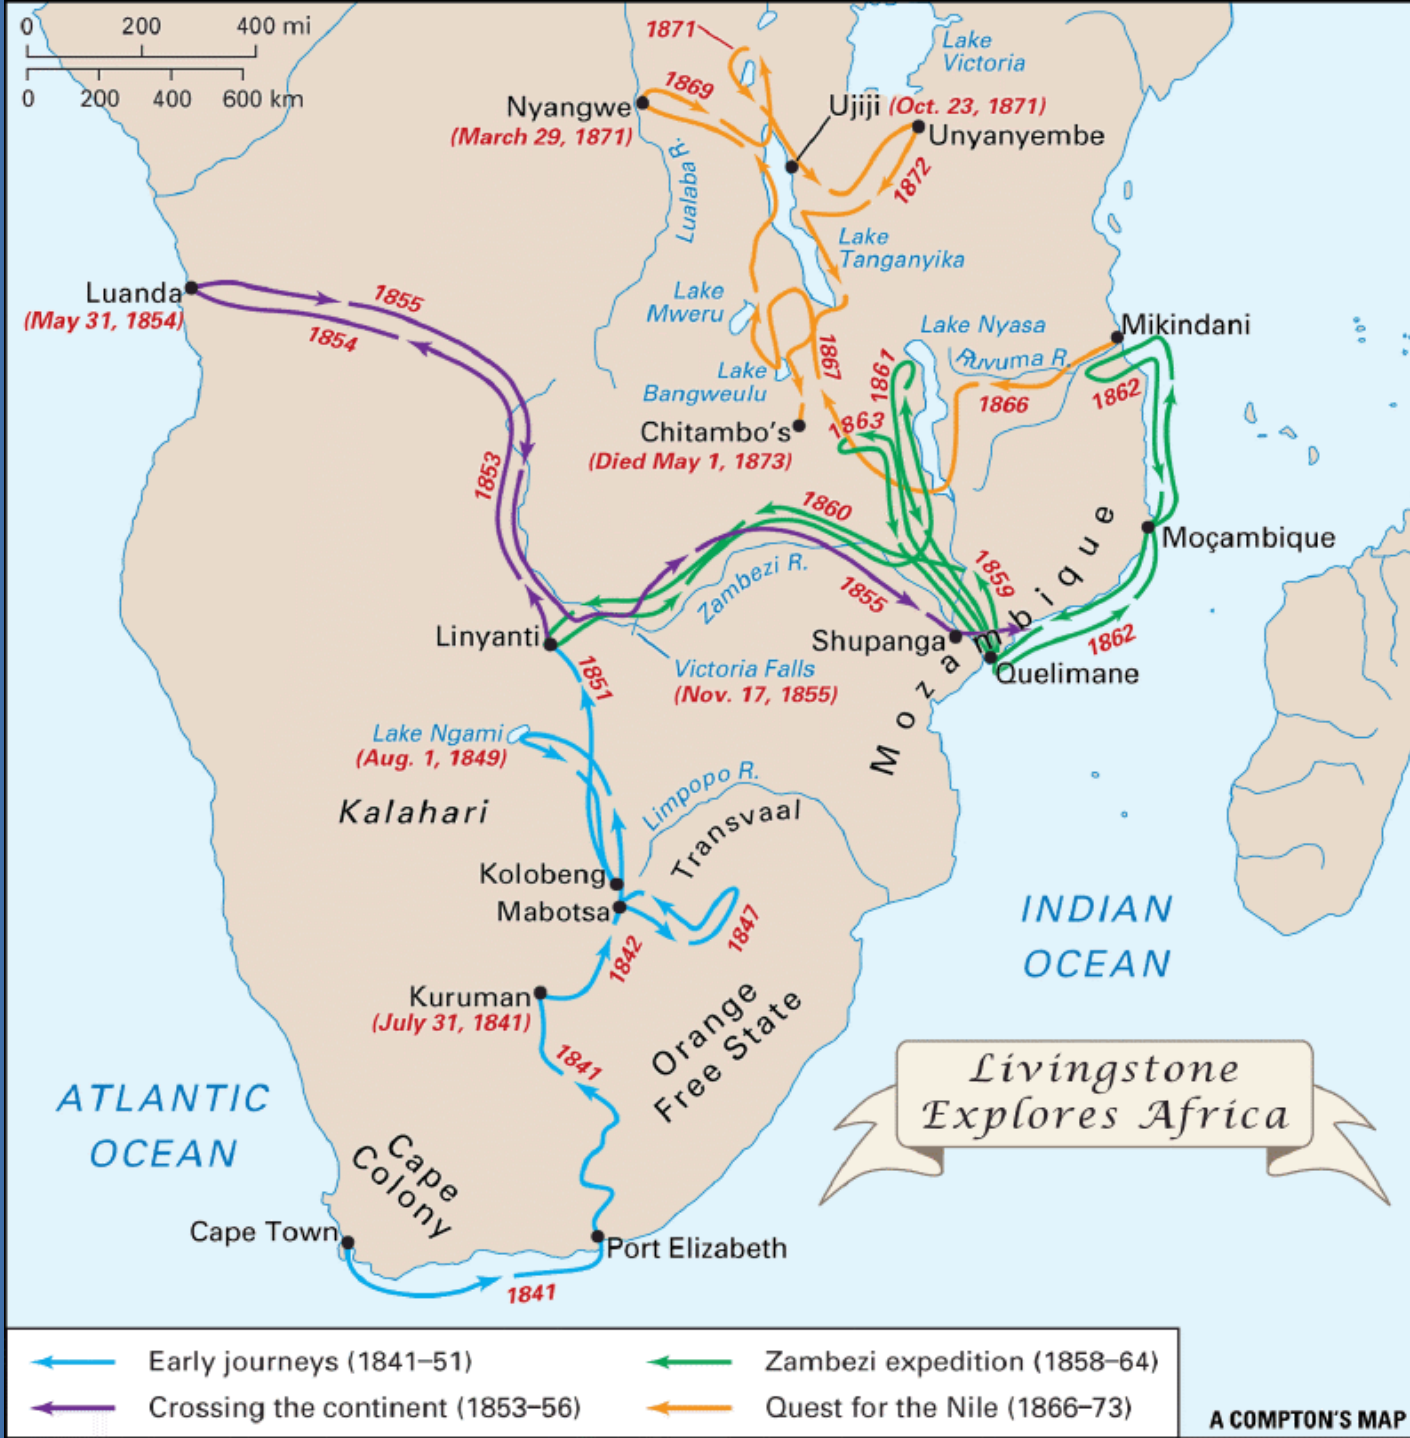 0 200 400 mi
0 200 400 600 km
1871
Lake
Victoria
1869
Nyangwe
(March 29, 1871)
Ujiji (Oct. 23, 1871)
Unyanyembe
1872
Lualaba R.
Lake
Tanganyika
Luanda
(May 31, 1854)
1855
1854
Lake
Mweru
Lake Nyasa
Mikindani
Ruvuma R.
1867
1861
1866
1862
Lake
Bangweulu
Chitambo's
(Died May 1, 1873)
1863
1853
1860
Moçambique
Zambezi R.
1859
1855
Mozambique
Linyanti
Shupanga
1862
Quelimane
1851
Victoria Falls
(Nov. 17, 1855)
Lake Ngami
(Aug. 1, 1849)
Kalahari
Limpopo R.
Transvaal
Kolobeng
Mabotsa
1847
1842
INDIAN
OCEAN
Kuruman
(July 31, 1841)
1841
Orange
Free State
Livingstone
Explores Africa
ATLANTIC
OCEAN
Cape
Colony
Cape Town
Port Elizabeth
1841
Early journeys (1841–51)
Zambezi expedition (1858–64)
Crossing the continent (1853–56)
Quest for the Nile (1866–73)
A COMPTON'S MAP